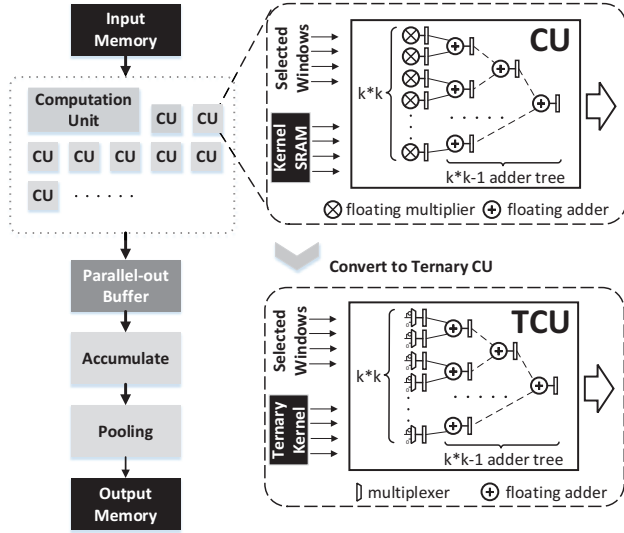 Input
Memory
Computation
Unit
CU
CU
CU
CU
CU
CU
CU
CU
Parallel-out
Buffer
Accumulate
Pooling
Output
Memory
Selected
Windows
Kernel
SRAM
k*k
CU
k*k-1 adder tree
floating multiplier
floating adder
Convert to Ternary CU
Selected
Windows
Ternary
Kernel
k*k
TCU
k*k-1 adder tree
multiplexer
floating adder